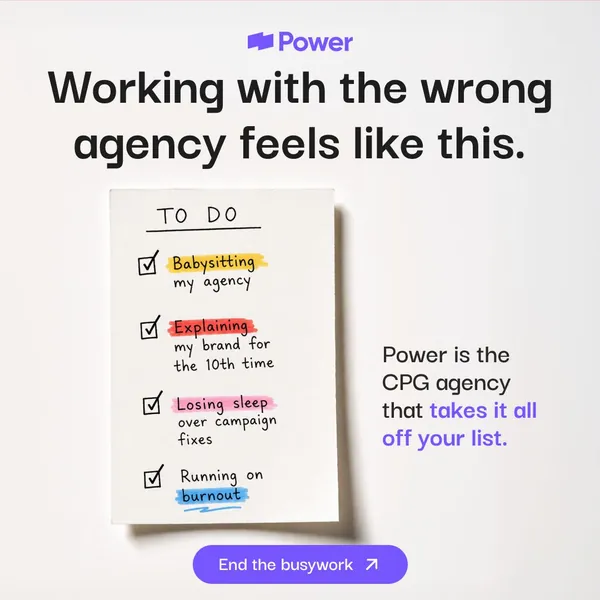 Power
Working with the wrong
agency feels like this.
TO DO
Babysitting
my agency
Explaining
my brand for
the 10th time
Losing sleep
over campaign
fixes
Running on
burnout
Power is the
CPG agency
that takes it all
off your list.
End the busywork